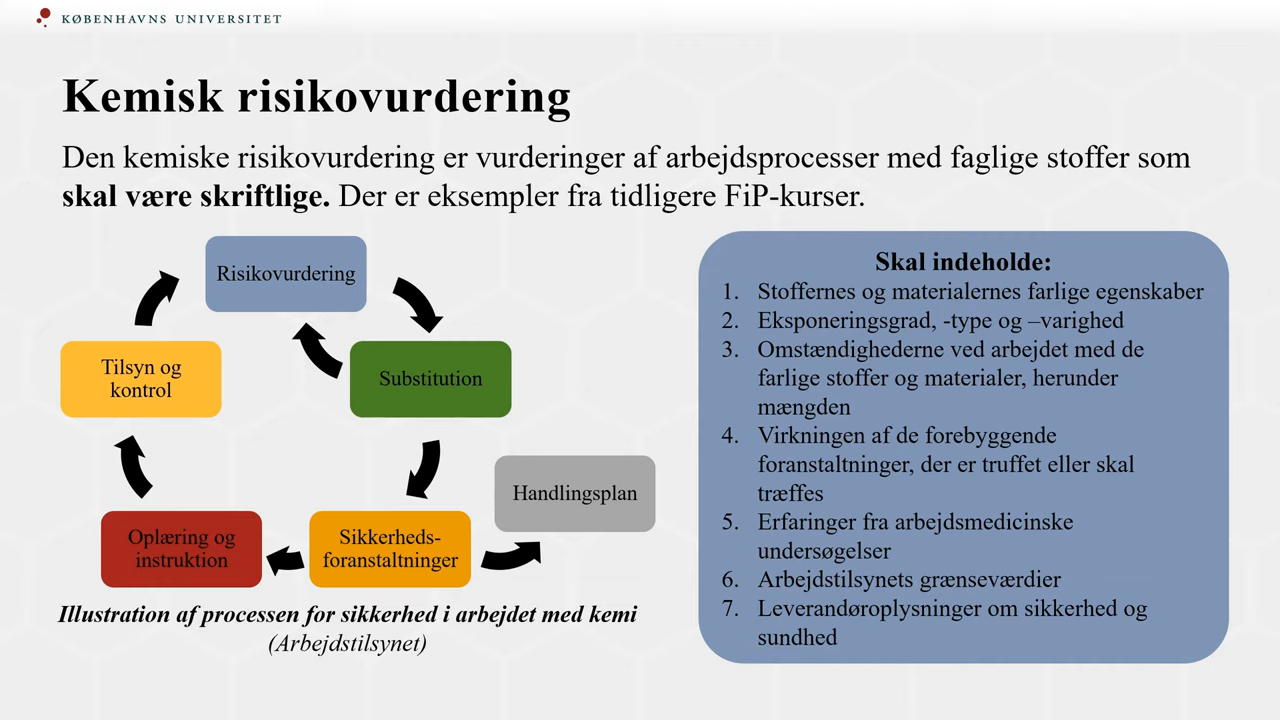 KØBENHAVNS UNIVERSITET
Kemisk risikovurdering
Den kemiske risikovurdering er vurderinger af arbejdsprocesser med faglige stoffer som
skal være skriftlige. Der er eksempler fra tidligere FiP-kurser.
Risikovurdering
Substitution
Tilsyn og
kontrol
Handlingsplan
Oplæring og
instruktion
Sikkerheds-
foranstaltninger
Illustration af processen for sikkerhed i arbejdet med kemi
(Arbejdstilsynet)
Skal indeholde:
1. Stoffernes og materialernes farlige egenskaber
2. Eksponeringsgrad, -type og –varighed
3. Omstændighederne ved arbejdet med de
farlige stoffer og materialer, herunder
mængden
4. Virkningen af de forebyggende
foranstaltninger, der er truffet eller skal
træffes
5. Erfaringer fra arbejdsmedicinske
undersøgelser
6. Arbejdstilsynets grænseværdier
7. Leverandøroplysninger om sikkerhed og
sundhed